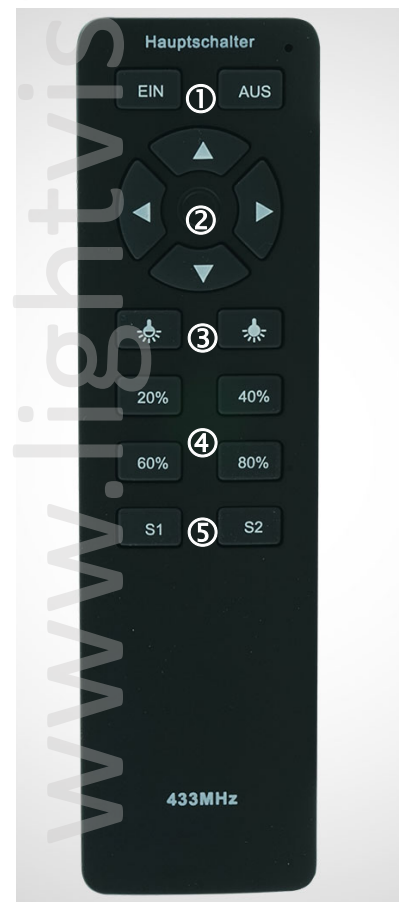 Hauptschalter
EIN ① AUS
②
③
20% 40%
④
60% 80%
S1 ⑤ S2
433MHz
www.lightvis